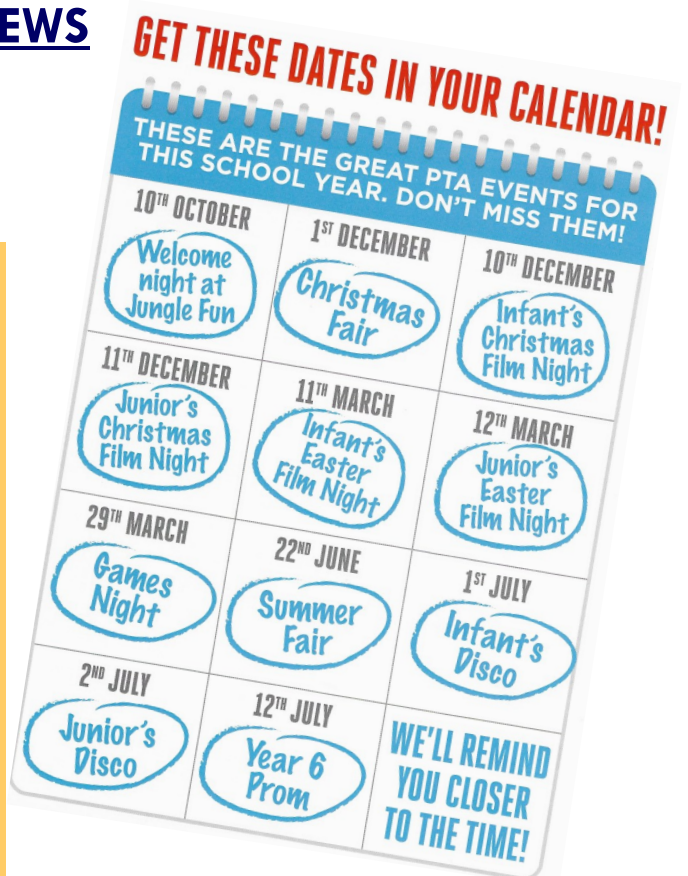 EWS
GET THESE DATES IN YOUR CALENDAR!
THESE ARE THE GREAT PTA EVENTS FOR
THIS SCHOOL YEAR. DON'T MISS THEM!
10TH OCTOBER
Welcome
night at
Jungle Fun
1ST DECEMBER
Christmas
Fair
10TH DECEMBER
Infant's
Christmas
Film Night
11TH DECEMBER
Junior's
Christmas
Film Night
11TH MARCH
Infant's
Easter
Film Night
12TH MARCH
Junior's
Easter
Film Night
29TH MARCH
Games
Night
22ND JUNE
Summer
Fair
1ST JULY
Infant's
Disco
2ND JULY
Junior's
Disco
12TH JULY
Year 6
Prom
WE'LL REMIND
YOU CLOSER
TO THE TIME!